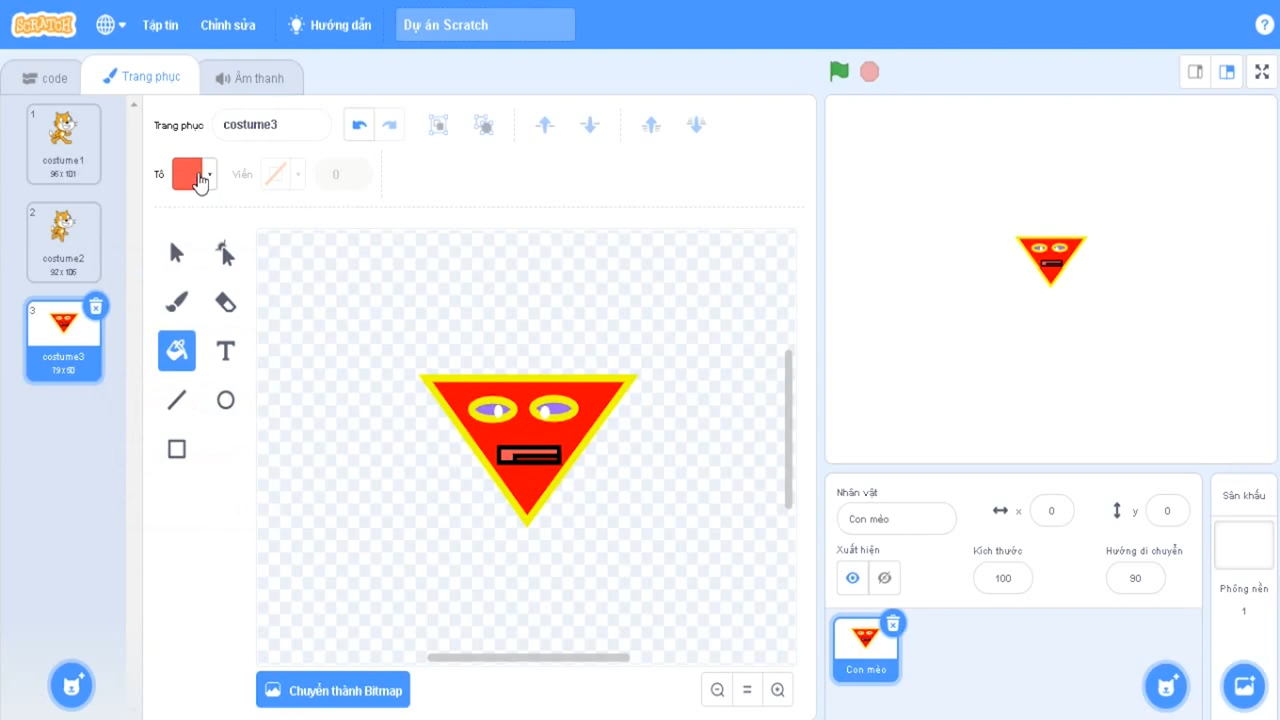 SCRATCH
Tập tin
Chỉnh sửa
Hướng dẫn
Dự án Scratch
?
code
Trang phục
Âm thanh
1
costume1
96 x 101
2
costume2
92 x 106
3
costume3
79 x 60
Trang phục
costume3
Tô
Viền
0
T
Chuyển thành Bitmap
Nhân vật
Con mèo
x
0
y
0
Xuất hiện
Kích thước
100
Hướng di chuyển
90
Con mèo
Sân khấu
Phông nền
1